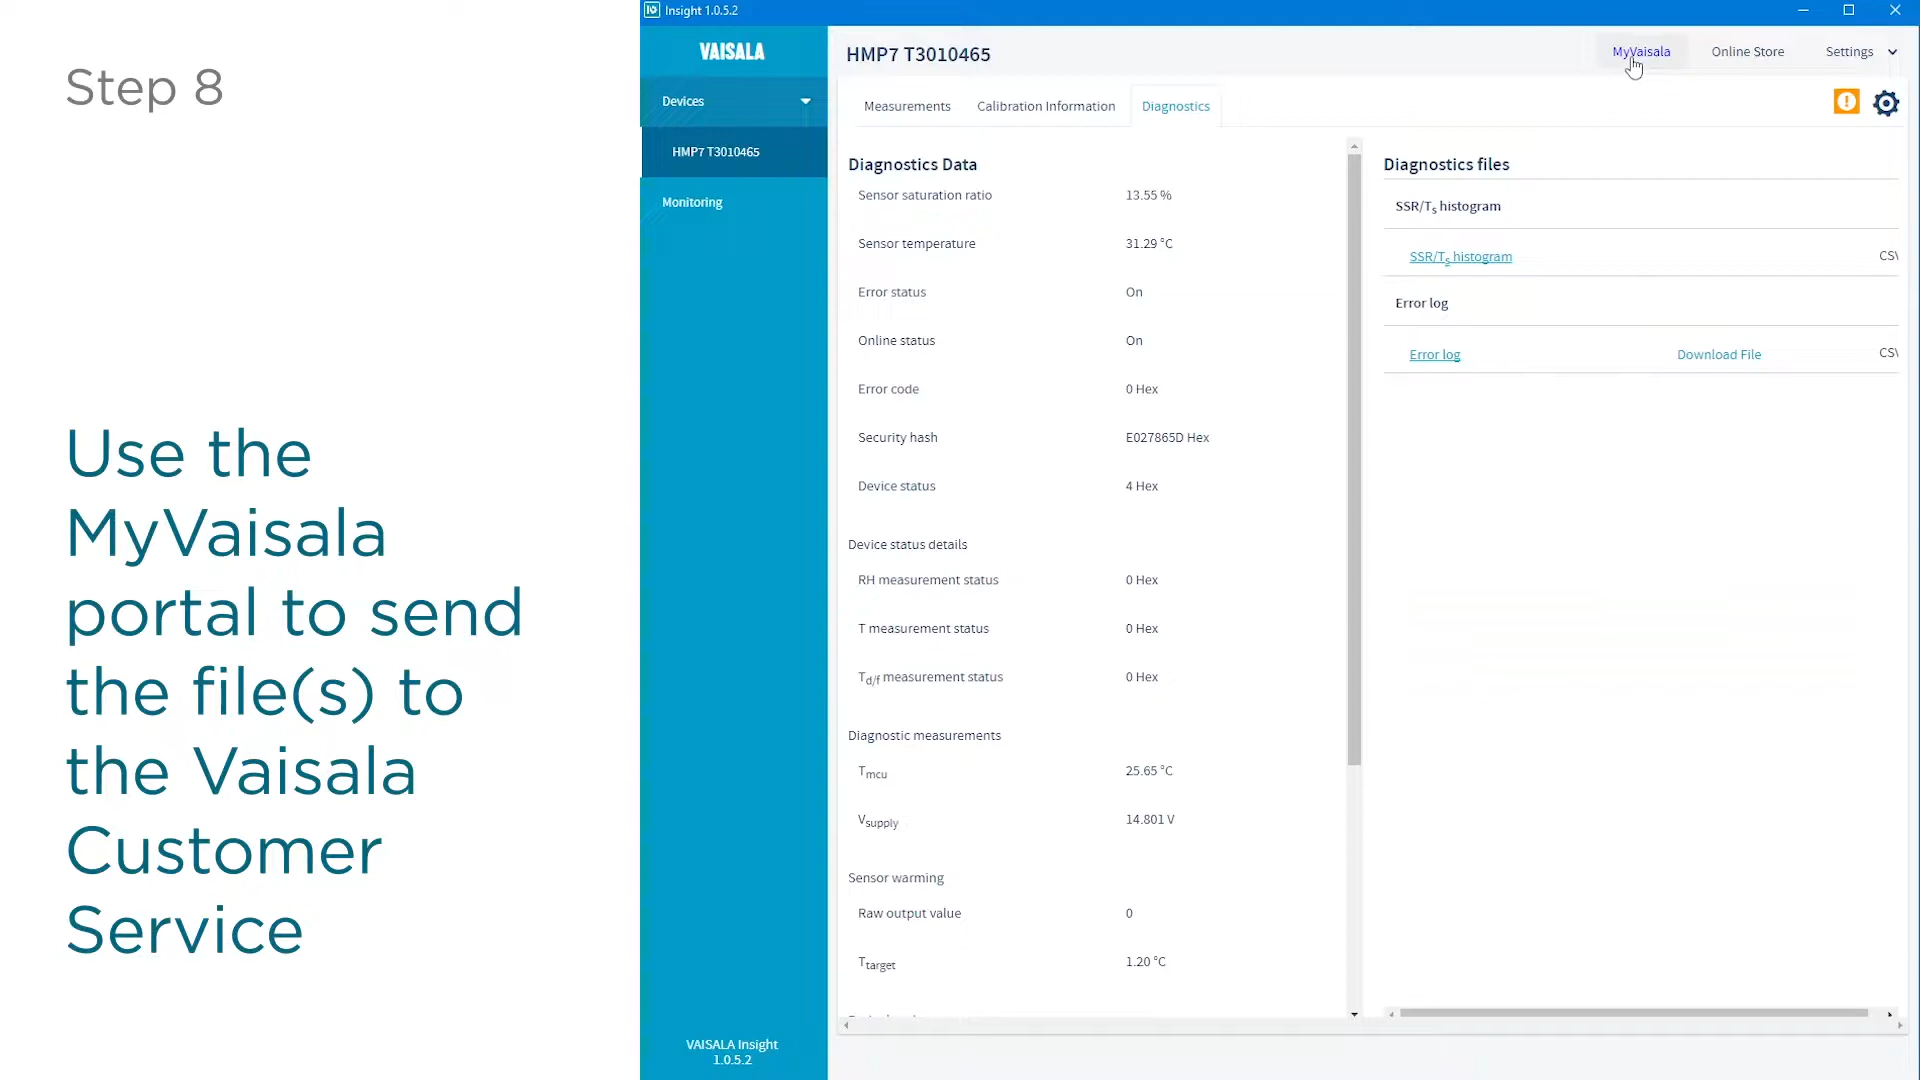 Step 8
Use the
MyVaisala
portal to send
the file(s) to
the Vaisala
Customer
Service
Insight 1.0.5.2
VAISALA
Devices
HMP7 T3010465
Monitoring
VAISALA Insight
1.0.5.2
HMP7 T3010465
MyVaisala Online Store Settings
Measurements Calibration Information Diagnostics
Diagnostics Data
Sensor saturation ratio 13.55 %
Sensor temperature 31.29 °C
Error status On
Online status On
Error code 0 Hex
Security hash E027865D Hex
Device status 4 Hex
Device status details
RH measurement status 0 Hex
T measurement status 0 Hex
Td/f measurement status 0 Hex
Diagnostic measurements
Tmcu 25.65 °C
Vsupply 14.801 V
Sensor warming
Raw output value 0
Ttarget 1.20 °C
Diagnostics files
SSR/Ts histogram
SSR/Ts histogram
Error log
Error log Download File